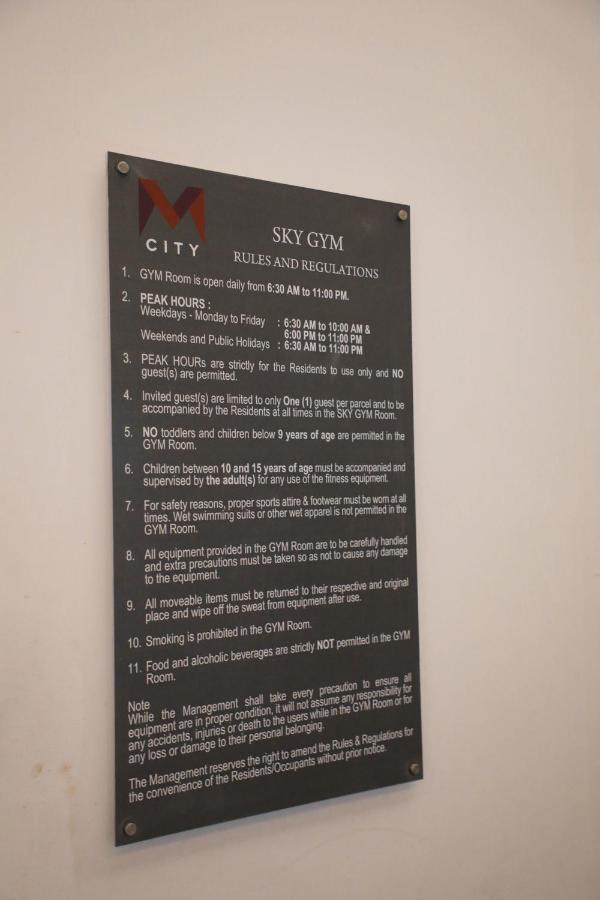 M
CITY
SKY GYM
RULES AND REGULATIONS
1. GYM Room is open daily from 6:30 AM to 11:00 PM.
2. PEAK HOURS :
Weekdays - Monday to Friday : 6:30 AM to 10:00 AM &
6:00 PM to 11:00 PM
Weekends and Public Holidays : 6:30 AM to 11:00 PM
3. PEAK HOURs are strictly for the Residents to use only and NO
guest(s) are permitted.
4. Invited guest(s) are limited to only One (1) guest per parcel and to be
accompanied by the Residents at all times in the SKY GYM Room.
5. NO toddlers and children below 9 years of age are permitted in the
GYM Room.
6. Children between 10 and 15 years of age must be accompanied and
supervised by the adult(s) for any use of the fitness equipment.
7. For safety reasons, proper sports attire & footwear must be worn at all
times. Wet swimming suits or other wet apparel is not permitted in the
GYM Room.
8. All equipment provided in the GYM Room are to be carefully handled
and extra precautions must be taken so as not to cause any damage
to the equipment.
9. All moveable items must be returned to their respective and original
place and wipe off the sweat from equipment after use.
10. Smoking is prohibited in the GYM Room.
11. Food and alcoholic beverages are strictly NOT permitted in the GYM
Room.
Note
While the Management shall take every precaution to ensure all
equipment are in proper condition, it will not assume any responsibility for
any accidents, injuries or death to the users while in the GYM Room or for
any loss or damage to their personal belonging.
The Management reserves the right to amend the Rules & Regulations for
the convenience of the Residents/Occupants without prior notice.